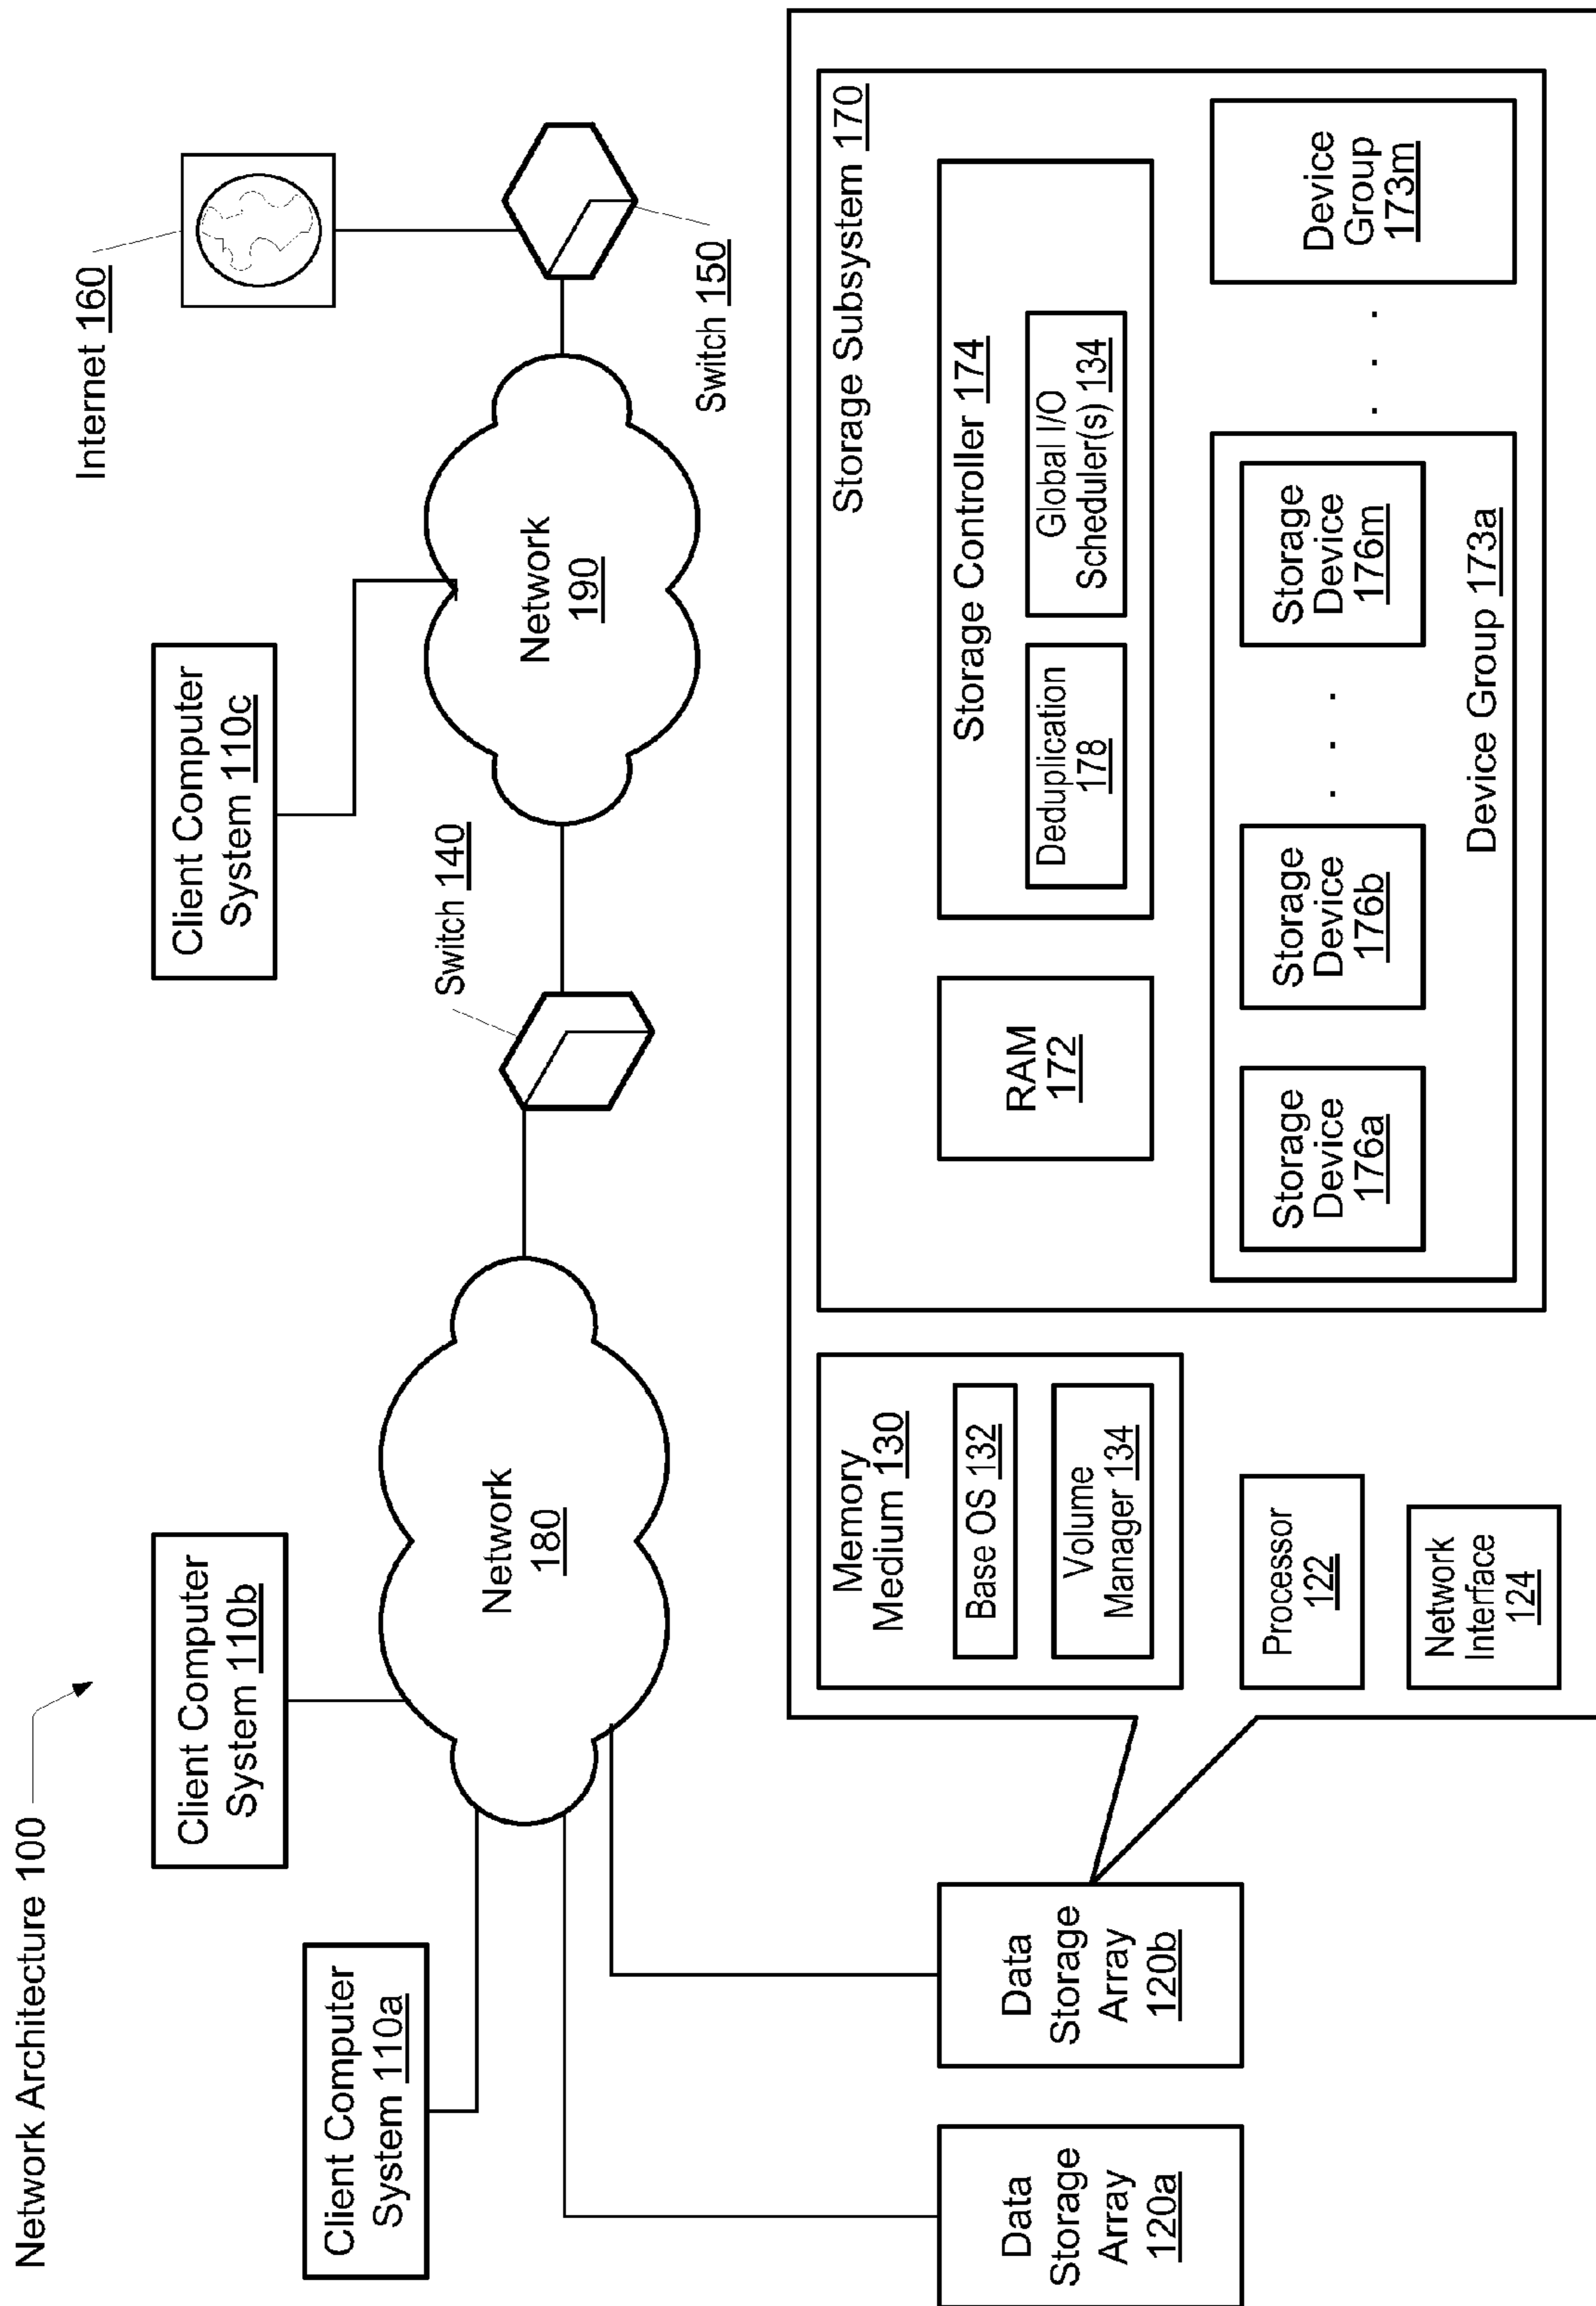 Network Architecture 100
Client Computer
System 110a
Client Computer
System 110b
Client Computer
System 110c
Internet 160
Switch 140
Switch 150
Network
180
Network
190
Data
Storage
Array
120a
Data
Storage
Array
120b
Memory
Medium 130
Base OS 132
Volume
Manager 134
Processor
122
Network
Interface
124
Storage Subsystem 170
RAM
172
Storage Controller 174
Deduplication
178
Global I/O
Scheduler(s) 134
Storage
Device
176a
Storage
Device
176b
. . .
Storage
Device
176m
Device Group 173a
. . .
Device
Group
173m